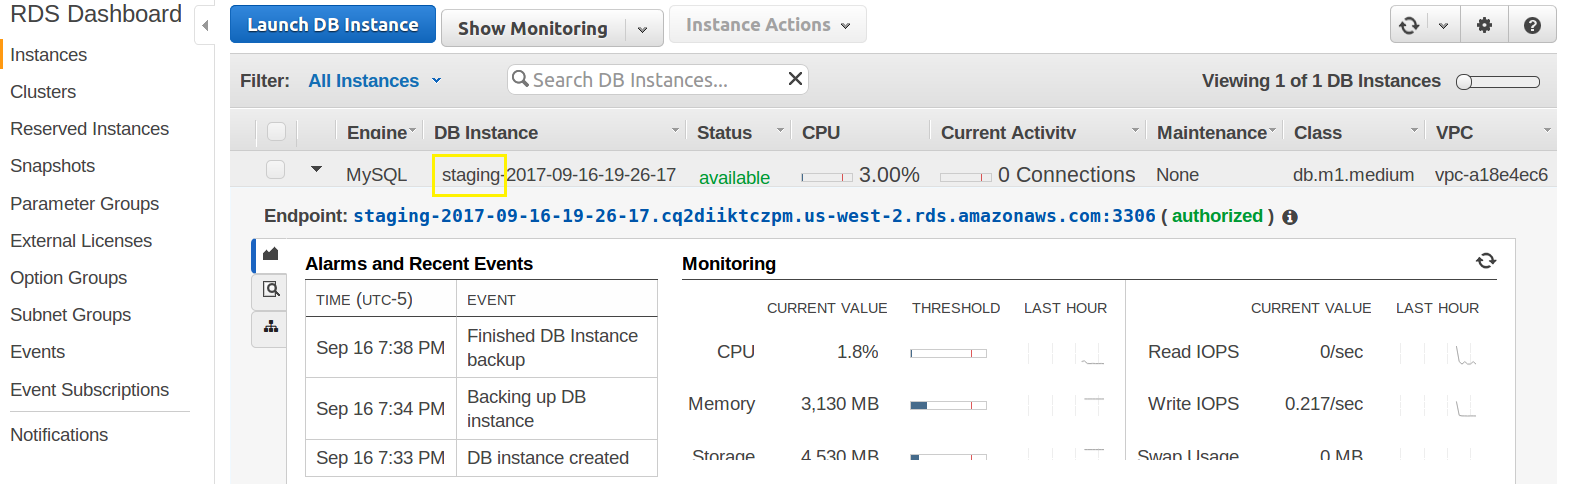 RDS Dashboard
Instances
Clusters
Reserved Instances
Snapshots
Parameter Groups
External Licenses
Option Groups
Subnet Groups
Events
Event Subscriptions
Notifications
Launch DB Instance Show Monitoring Instance Actions
Filter: All Instances Search DB Instances... Viewing 1 of 1 DB Instances
Engine DB Instance Status CPU Current Activity Maintenance Class VPC
MySQL staging-2017-09-16-19-26-17 available 3.00% 0 Connections None db.m1.medium vpc-a18e4ec6
Endpoint: staging-2017-09-16-19-26-17.cq2diiktczpm.us-west-2.rds.amazonaws.com:3306 ( authorized )
Alarms and Recent Events
TIME (UTC-5) EVENT
Sep 16 7:38 PM Finished DB Instance
backup
Sep 16 7:34 PM Backing up DB
instance
Sep 16 7:33 PM DB instance created
Monitoring
CURRENT VALUE THRESHOLD LAST HOUR CURRENT VALUE LAST HOUR
CPU 1.8% Read IOPS 0/sec
Memory 3,130 MB Write IOPS 0.217/sec
Storage 4,530 MB Swap Usage 0 MB